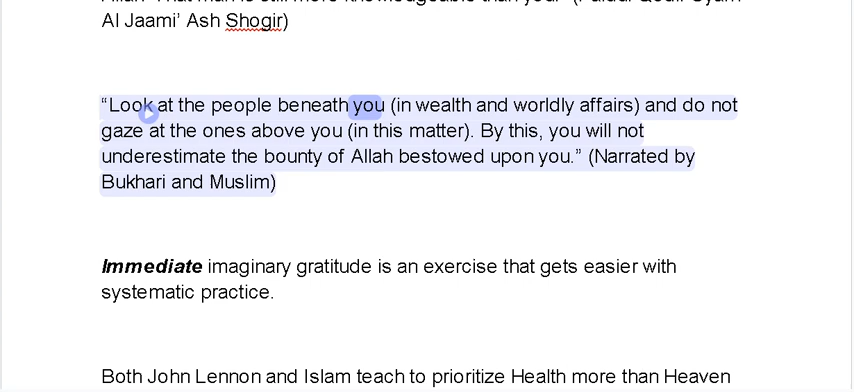 Al Jaami’ Ash Shogir)
“Look at the people beneath you (in wealth and worldly affairs) and do not
gaze at the ones above you (in this matter). By this, you will not
underestimate the bounty of Allah bestowed upon you.” (Narrated by
Bukhari and Muslim)
Immediate imaginary gratitude is an exercise that gets easier with
systematic practice.
Both John Lennon and Islam teach to prioritize Health more than Heaven